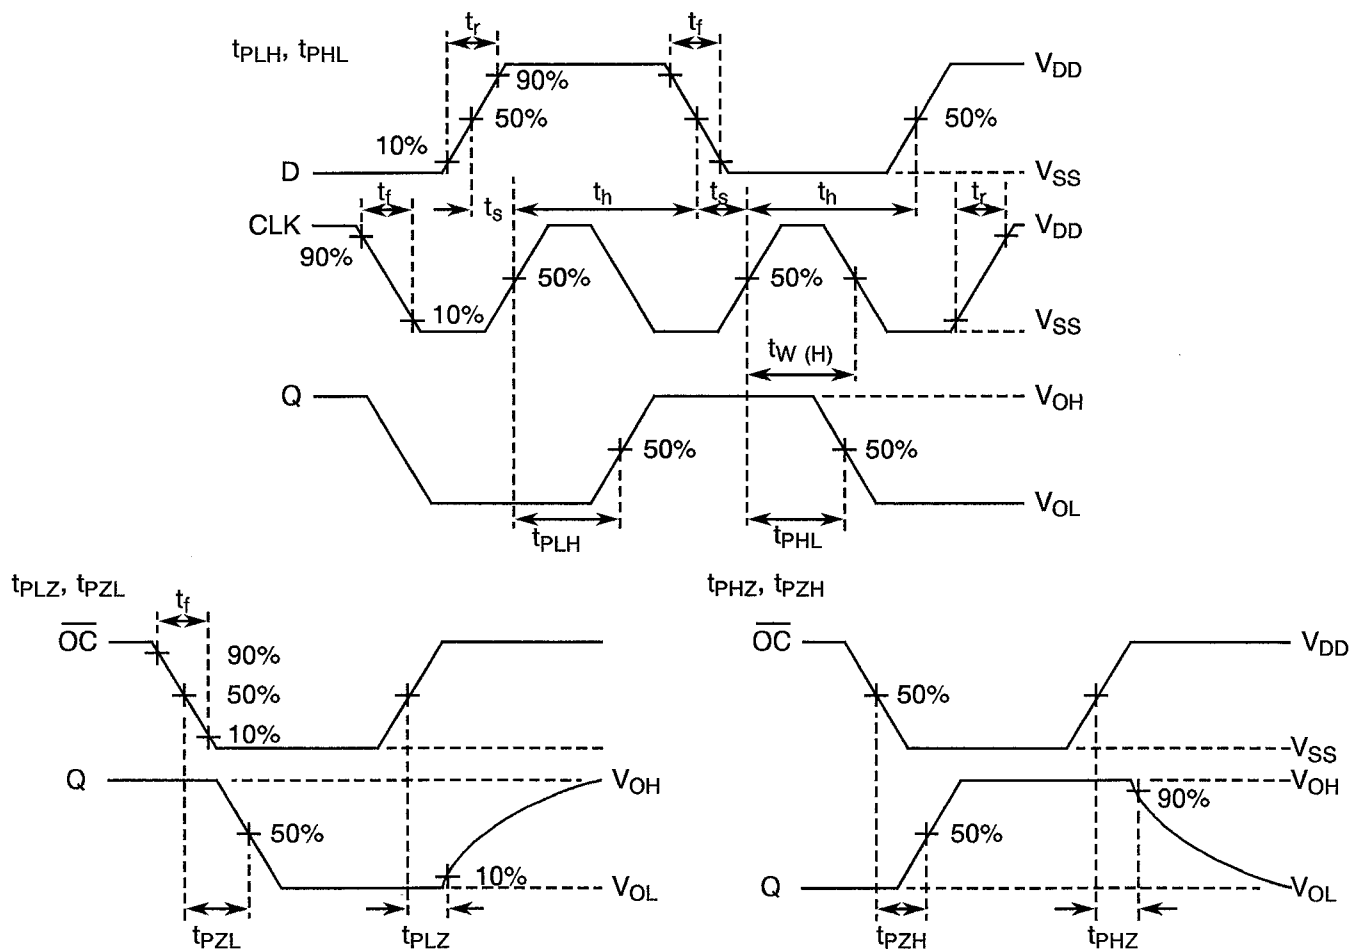 tPLH, tPHL
tr
tf
90%
50%
10%
50%
D
VDD
VSS
tf
ts
th
ts
th
tr
CLK
90%
10%
50%
50%
VDD
VSS
tW (H)
Q
50%
50%
VOH
VOL
tPLH
tPHL
tPLZ, tPZL
tf
OC
90%
50%
10%
Q
50%
10%
VOH
VOL
tPZL
tPLZ
tPHZ, tPZH
OC
50%
VDD
VSS
VOH
90%
50%
Q
VOL
tPZH
tPHZ